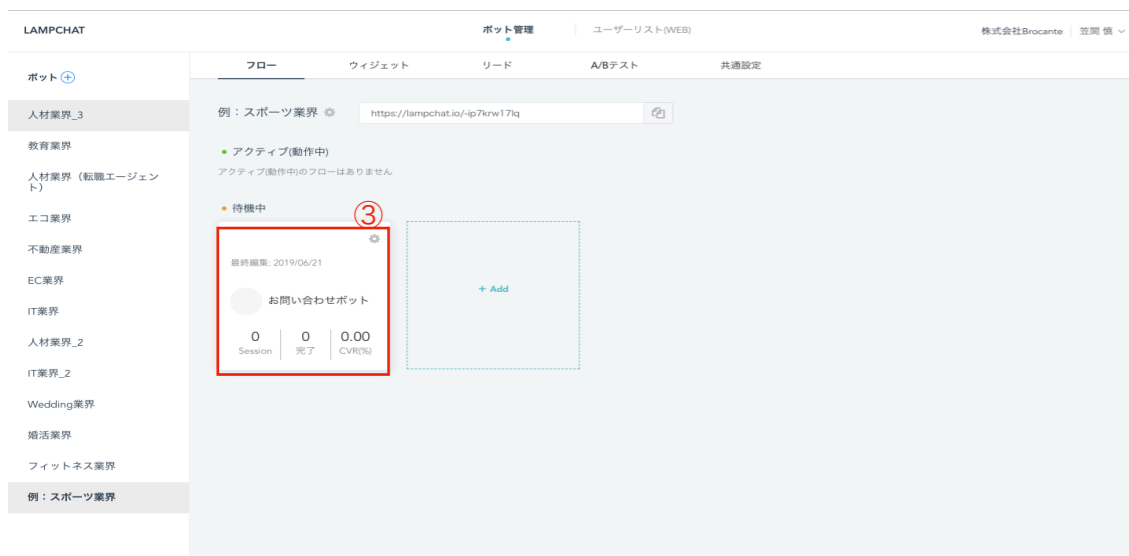 LAMPCHAT
ボット管理
ユーザーリスト(WEB)
株式会社Brocante
笠間 慎
ボット
フロー
ウィジェット
リード
A/Bテスト
共通設定
人材業界_3
教育業界
人材業界（転職エージェント）
エコ業界
不動産業界
EC業界
IT業界
人材業界_2
IT業界_2
Wedding業界
婚活業界
フィットネス業界
例：スポーツ業界
例：スポーツ業界
https://lampchat.io/-ip7krw17lq
アクティブ(動作中)
アクティブ(動作中)のフローはありません
待機中
③
最終編集: 2019/06/21
お問い合わせボット
0 0 0.00
Session 完了 CVR(%)
+ Add